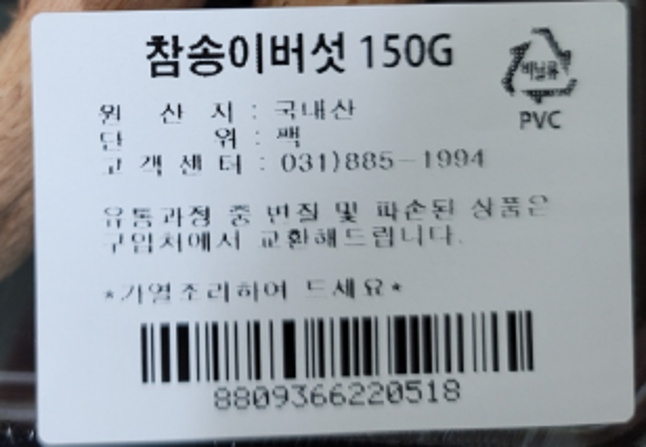 참송이버섯 150G
비닐류
PVC
원 산 지 : 국내산
단 위 : 팩
고 객 센 터 : 031)885-1994
유통과정 중 변질 및 파손된 상품은
구입처에서 교환해드립니다.
*가열조리하여 드세요*
8809366220518